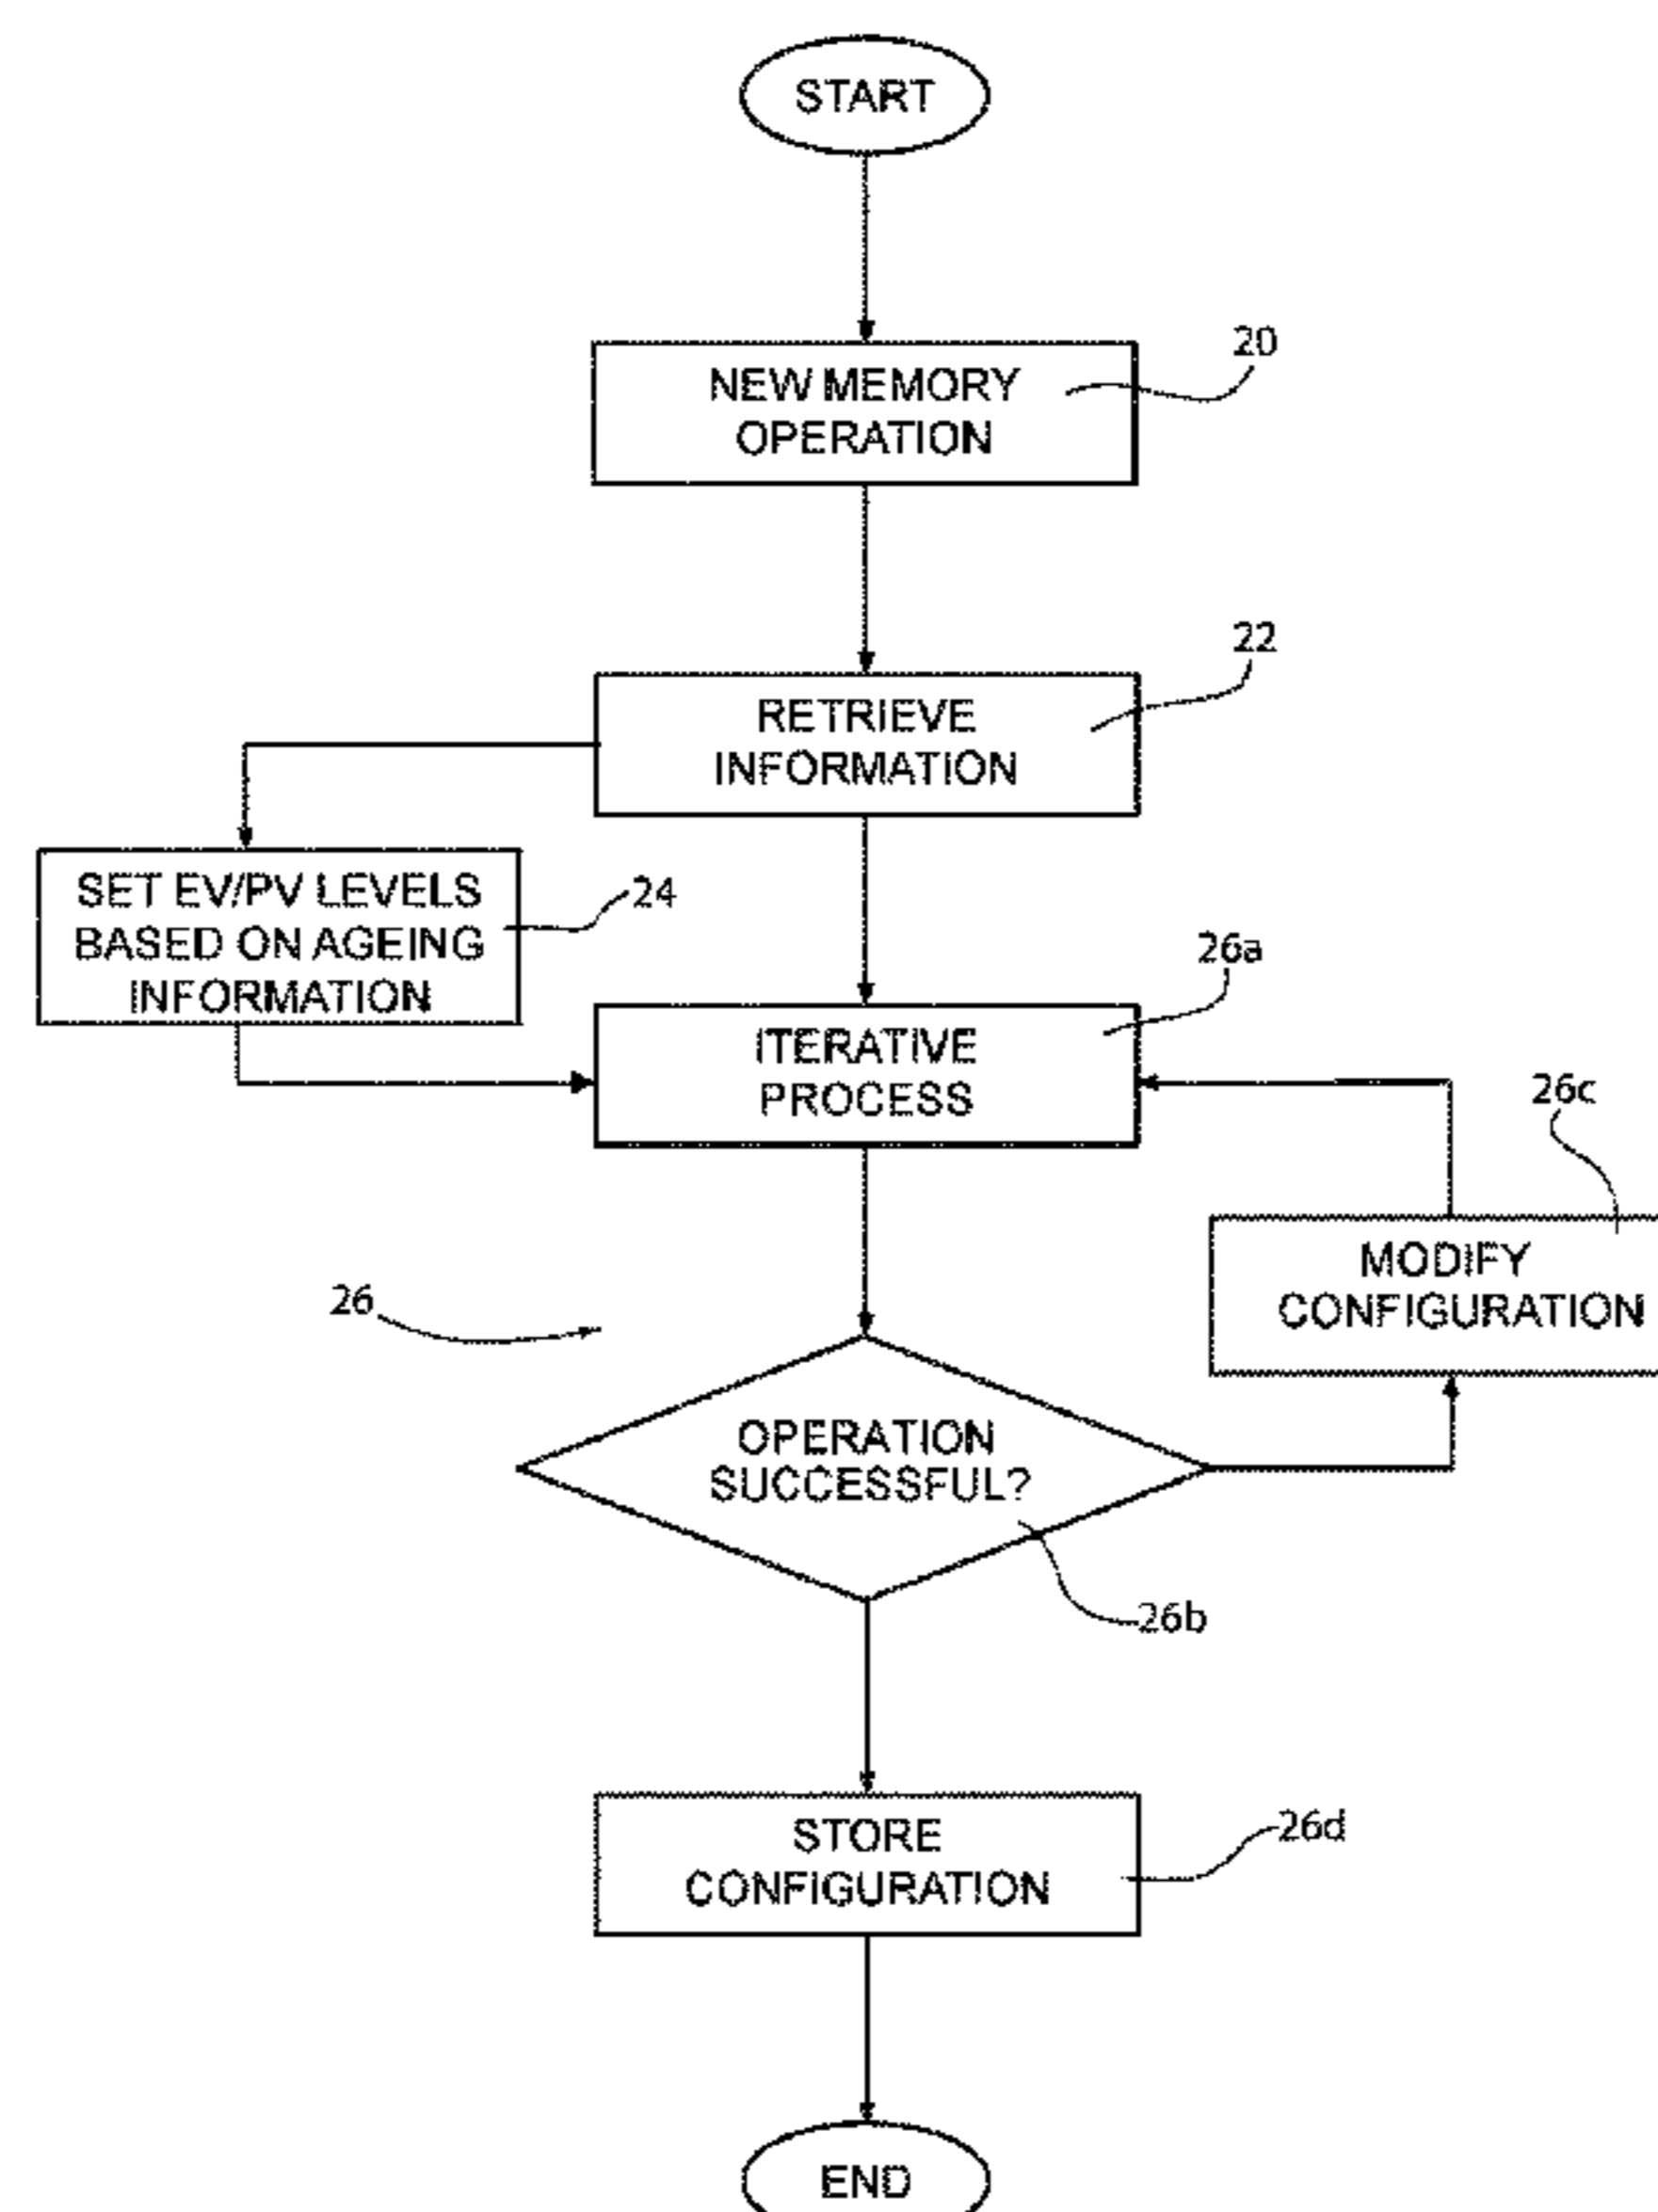 START
20
NEW MEMORY
OPERATION
22
RETRIEVE
INFORMATION
SET EV/PV LEVELS
BASED ON AGEING
INFORMATION
24
26a
ITERATIVE
PROCESS
26c
MODIFY
CONFIGURATION
26
OPERATION
SUCCESSFUL?
26b
STORE
CONFIGURATION
26d
END